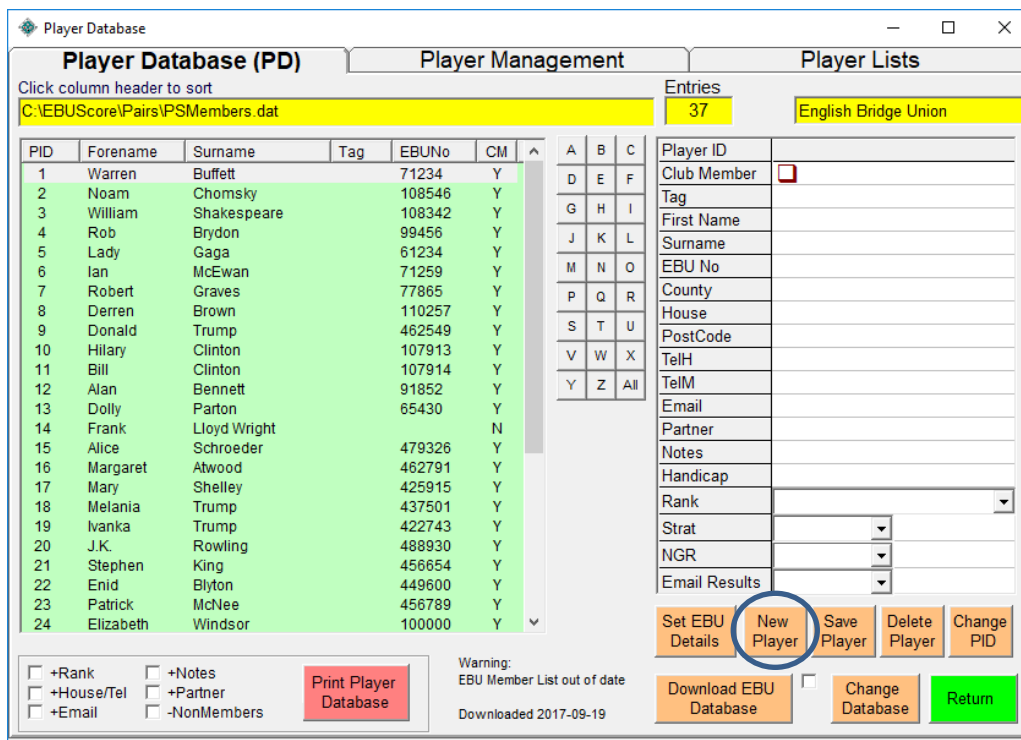 Player Database
Player Database (PD) Player Management Player Lists
Click column header to sort
Entries
C:\EBUScore\Pairs\PSMembers.dat
37
English Bridge Union
PID Forename Surname Tag EBUNo CM
1 Warren Buffett 71234 Y
2 Noam Chomsky 108546 Y
3 William Shakespeare 108342 Y
4 Rob Brydon 99456 Y
5 Lady Gaga 61234 Y
6 Ian McEwan 71259 Y
7 Robert Graves 77865 Y
8 Derren Brown 110257 Y
9 Donald Trump 462549 Y
10 Hilary Clinton 107913 Y
11 Bill Clinton 107914 Y
12 Alan Bennett 91852 Y
13 Dolly Parton 65430 Y
14 Frank Lloyd Wright N
15 Alice Schroeder 479326 Y
16 Margaret Atwood 462791 Y
17 Mary Shelley 425915 Y
18 Melania Trump 437501 Y
19 Ivanka Trump 422743 Y
20 J.K. Rowling 488930 Y
21 Stephen King 456654 Y
22 Enid Blyton 449600 Y
23 Patrick McNee 456789 Y
24 Elizabeth Windsor 100000 Y
A B C
D E F
G H I
J K L
M N O
P Q R
S T U
V W X
Y Z All
Player ID
Club Member
Tag
First Name
Surname
EBU No
County
House
PostCode
TelH
TelM
Email
Partner
Notes
Handicap
Rank
Strat
NGR
Email Results
Set EBU
Details
New
Player
Save
Player
Delete
Player
Change
PID
+Rank +Notes
+House/Tel +Partner
+Email -NonMembers
Print Player
Database
Warning:
EBU Member List out of date
Downloaded 2017-09-19
Download EBU
Database
Change
Database
Return